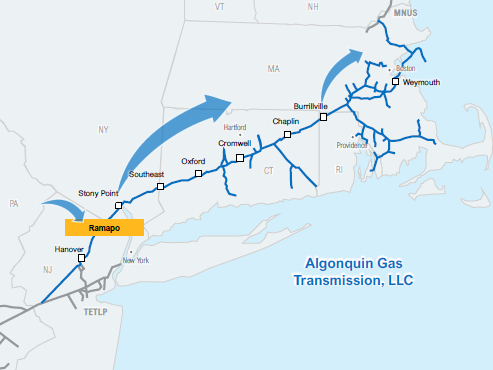 VT
NH
MNUS
MA
Boston
Weymouth
Burrillville
NY
Hartford
Chaplin
Cromwell
Providence
Oxford
Southeast
CT
RI
Stony Point
PA
Ramapo
Hanover
New York
NJ
Algonquin Gas
Transmission, LLC
TETLP